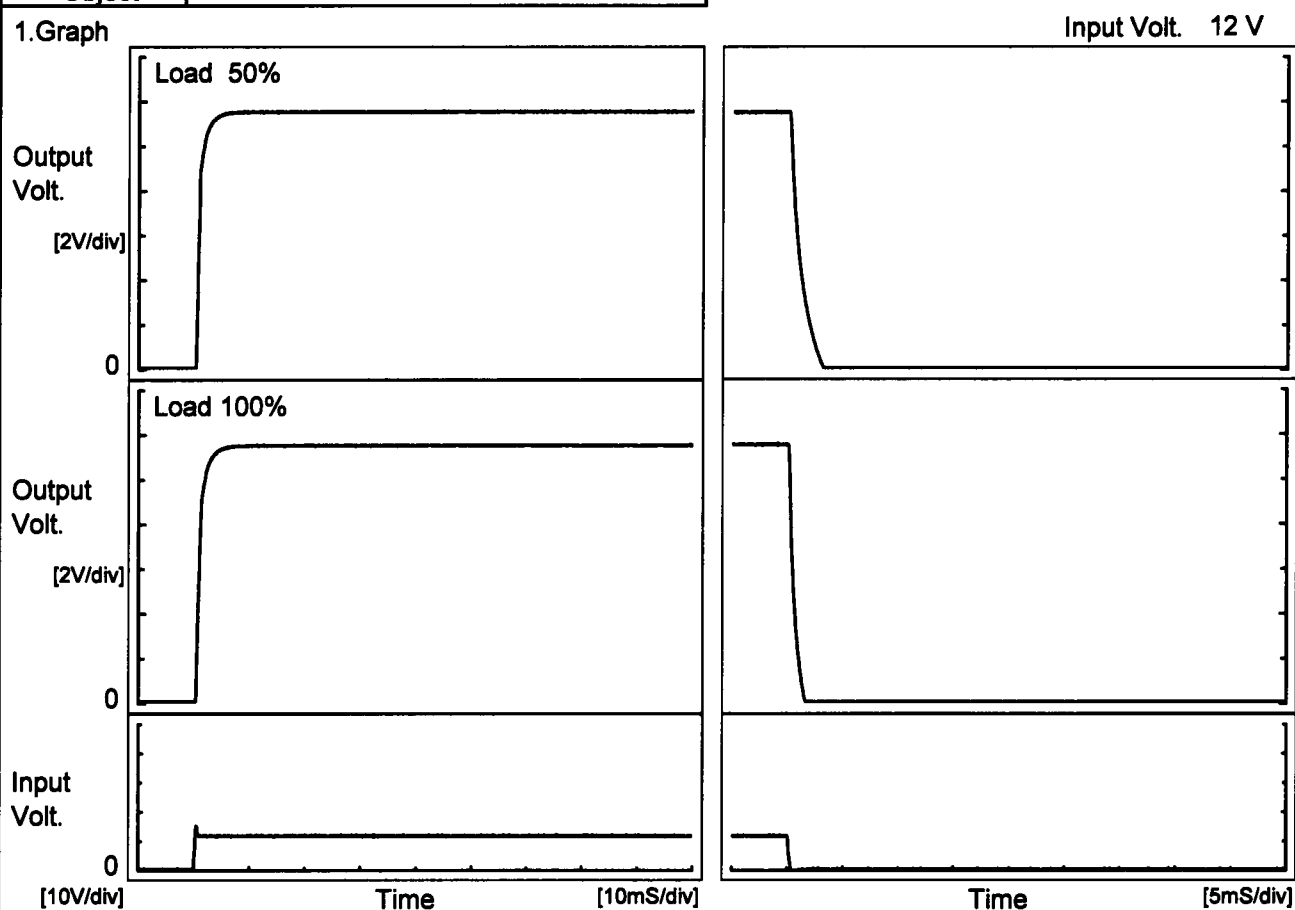 1.Graph
Input Volt. 12 V
Load 50%
Output
Volt.
[2V/div]
0
Load 100%
Output
Volt.
[2V/div]
0
Input
Volt.
0
[10V/div]
Time
[10mS/div]
Time
[5mS/div]